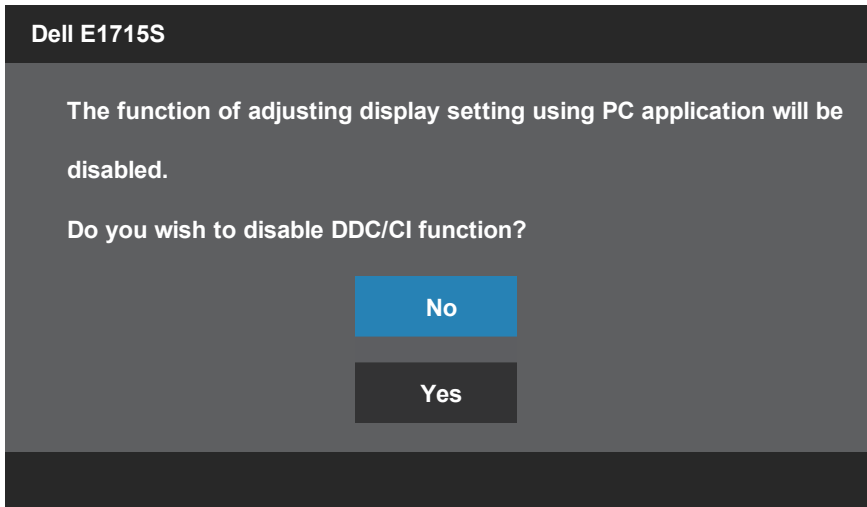 Dell E1715S
The function of adjusting display setting using PC application will be
disabled.
Do you wish to disable DDC/CI function?
No
Yes